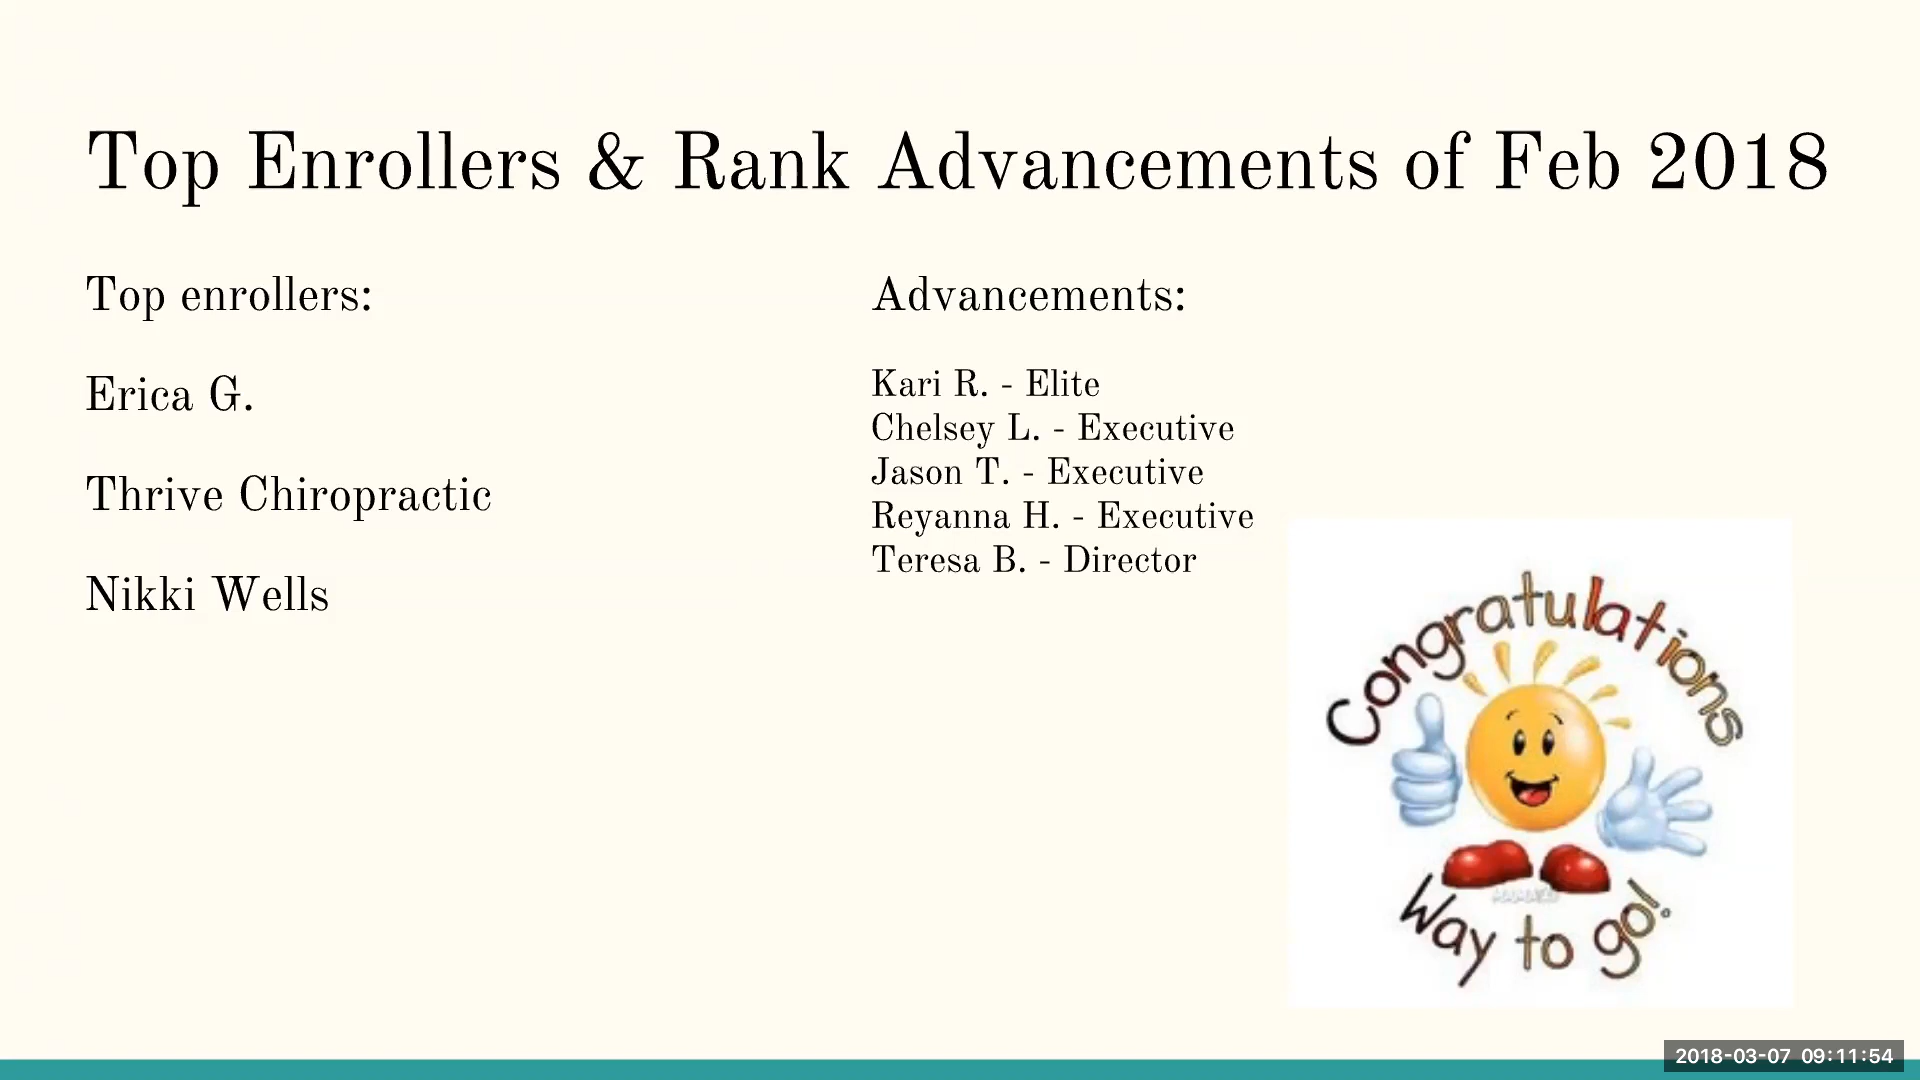 Top Enrollers & Rank Advancements of Feb 2018
Top enrollers:
Erica G.
Thrive Chiropractic
Nikki Wells
Advancements:
Kari R. - Elite
Chelsey L. - Executive
Jason T. - Executive
Reyanna H. - Executive
Teresa B. - Director
Congratulations
Way to go!
2018-03-07 09:11:54